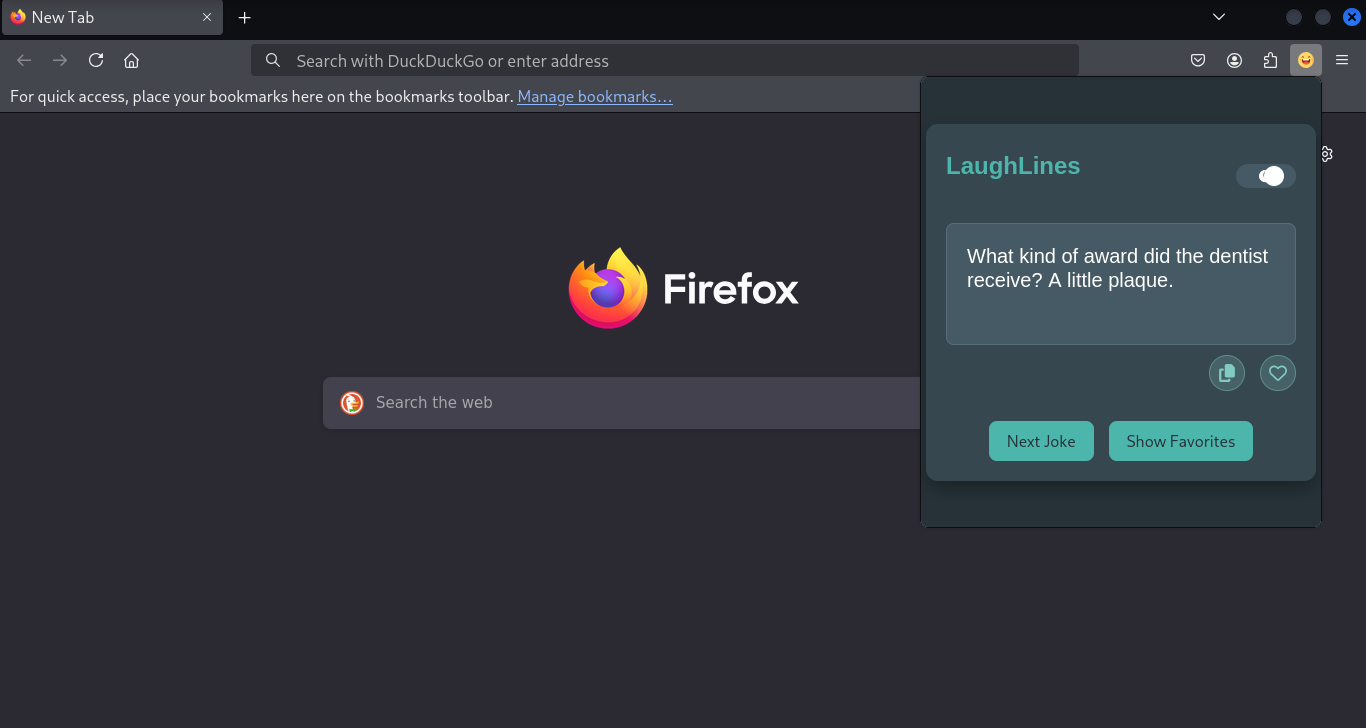 New Tab
Search with DuckDuckGo or enter address
For quick access, place your bookmarks here on the bookmarks toolbar. Manage bookmarks…
LaughLines
What kind of award did the dentist
receive? A little plaque.
Firefox
Search the web
Next Joke
Show Favorites